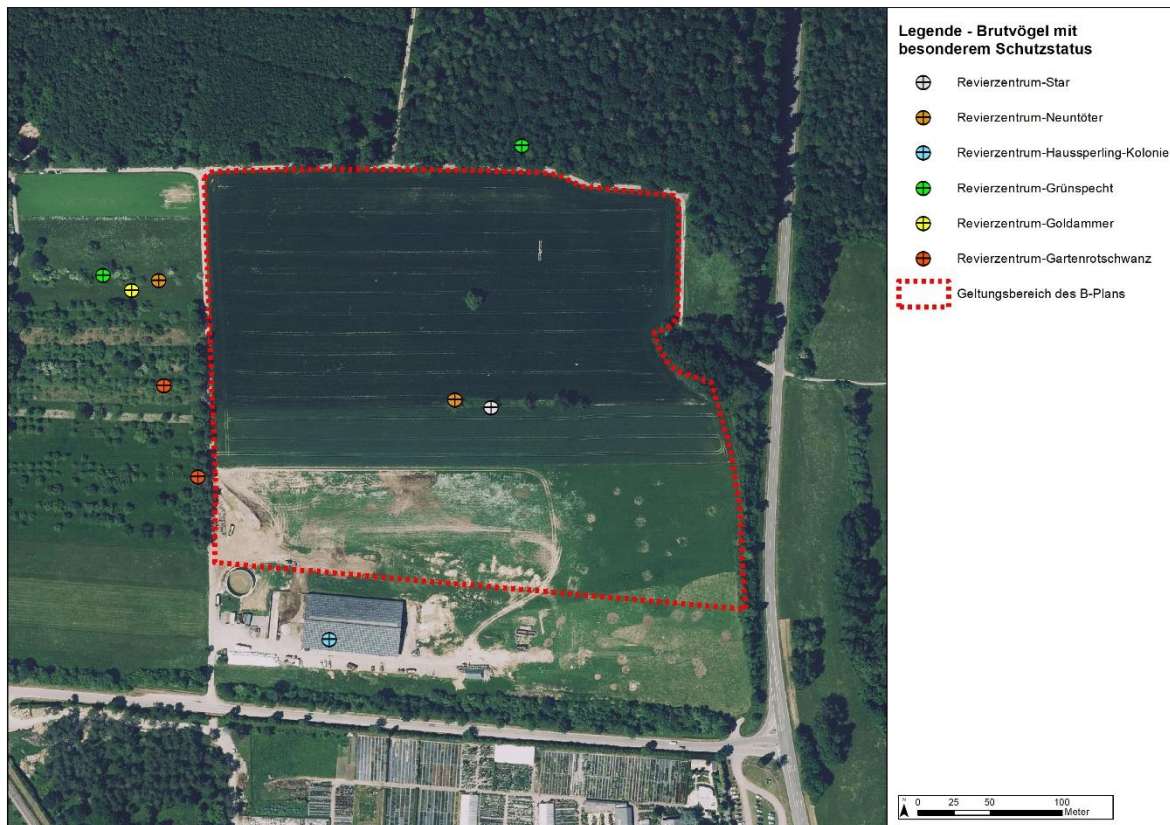 Legende - Brutvögel mit
besonderem Schutzstatus
Revierzentrum-Star
Revierzentrum-Neuntöter
Revierzentrum-Haussperling-Kolonie
Revierzentrum-Grünspecht
Revierzentrum-Goldammer
Revierzentrum-Gartenrotschwanz
Geltungsbereich des B-Plans
N
0 25 50 100
Meter